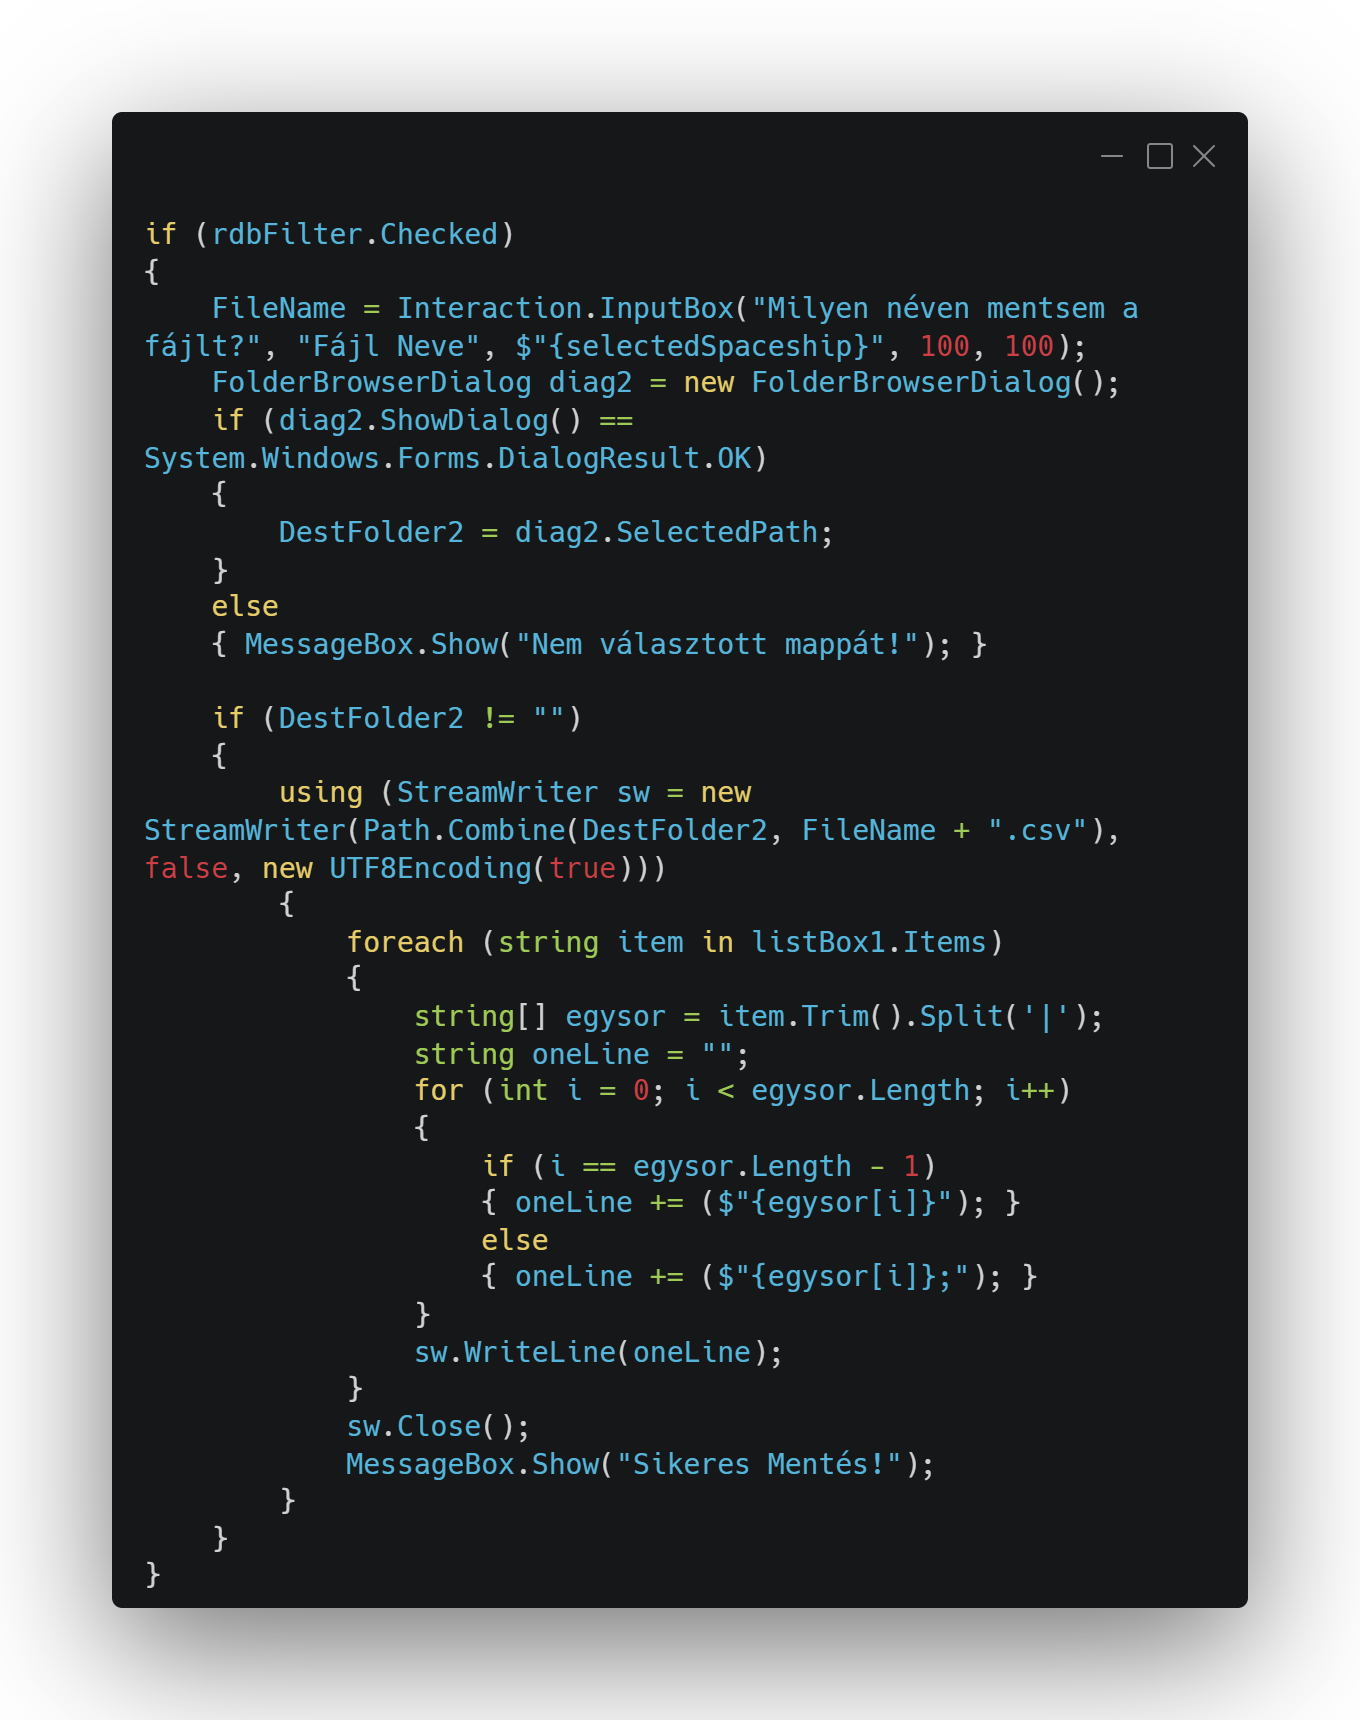 if (rdbFilter.Checked)
{
    FileName = Interaction.InputBox("Milyen néven mentsem a
fájlt?", "Fájl Neve", $"{selectedSpaceship}", 100, 100);
    FolderBrowserDialog diag2 = new FolderBrowserDialog();
    if (diag2.ShowDialog() ==
System.Windows.Forms.DialogResult.OK)
    {
        DestFolder2 = diag2.SelectedPath;
    }
    else
    { MessageBox.Show("Nem választott mappát!"); }

    if (DestFolder2 != "")
    {
        using (StreamWriter sw = new
StreamWriter(Path.Combine(DestFolder2, FileName + ".csv"),
false, new UTF8Encoding(true)))
        {
            foreach (string item in listBox1.Items)
            {
                string[] egysor = item.Trim().Split('|');
                string oneLine = "";
                for (int i = 0; i < egysor.Length; i++)
                {
                    if (i == egysor.Length - 1)
                    { oneLine += ($"{egysor[i]}"); }
                    else
                    { oneLine += ($"{egysor[i]};"); }
                }
                sw.WriteLine(oneLine);
            }
            sw.Close();
            MessageBox.Show("Sikeres Mentés!");
        }
    }
}